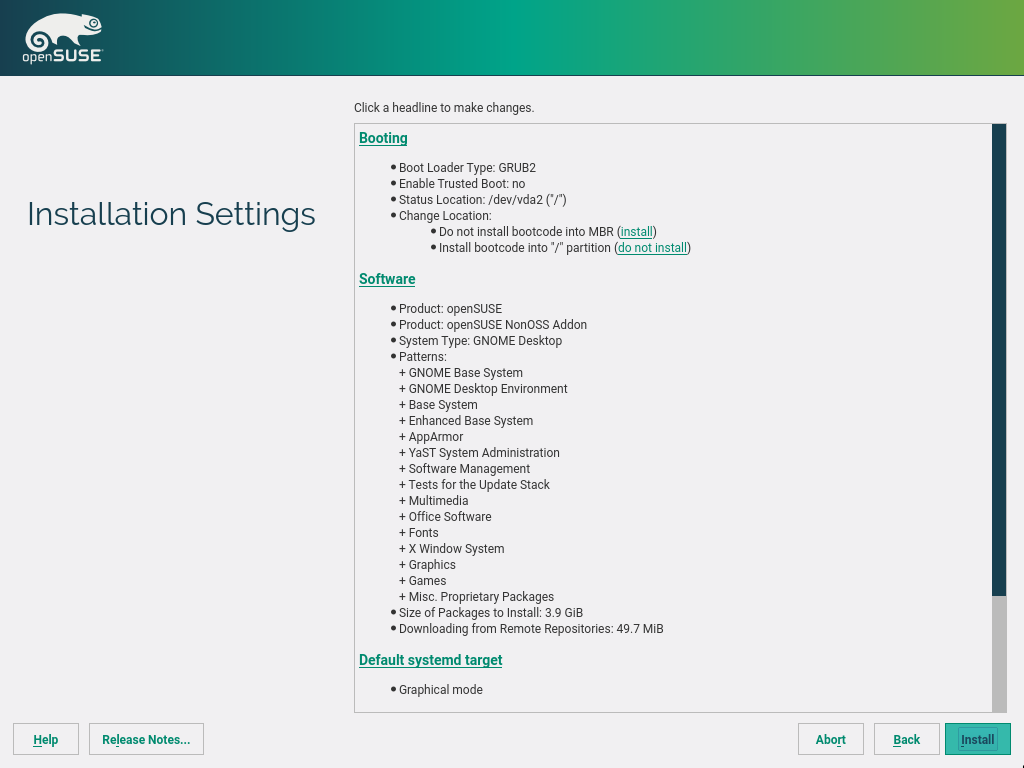 openSUSE
Click a headline to make changes.
Installation Settings
Booting
Boot Loader Type: GRUB2
Enable Trusted Boot: no
Status Location: /dev/vda2 ("/")
Change Location:
Do not install bootcode into MBR (install)
Install bootcode into "/" partition (do not install)
Software
Product: openSUSE
Product: openSUSE NonOSS Addon
System Type: GNOME Desktop
Patterns:
+ GNOME Base System
+ GNOME Desktop Environment
+ Base System
+ Enhanced Base System
+ AppArmor
+ YaST System Administration
+ Software Management
+ Tests for the Update Stack
+ Multimedia
+ Office Software
+ Fonts
+ X Window System
+ Graphics
+ Games
+ Misc. Proprietary Packages
Size of Packages to Install: 3.9 GiB
Downloading from Remote Repositories: 49.7 MiB
Default systemd target
Graphical mode
Help
Release Notes...
Abort
Back
Install